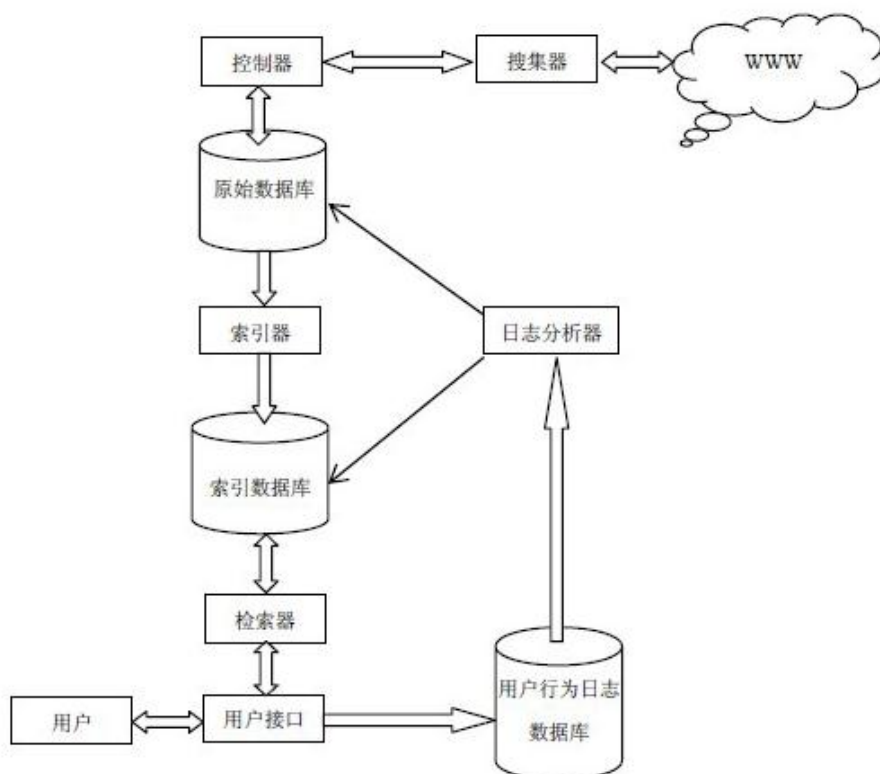 控制器
搜集器
WWW
原始数据库
索引器
日志分析器
索引数据库
检索器
用户
用户接口
用户行为日志
数据库